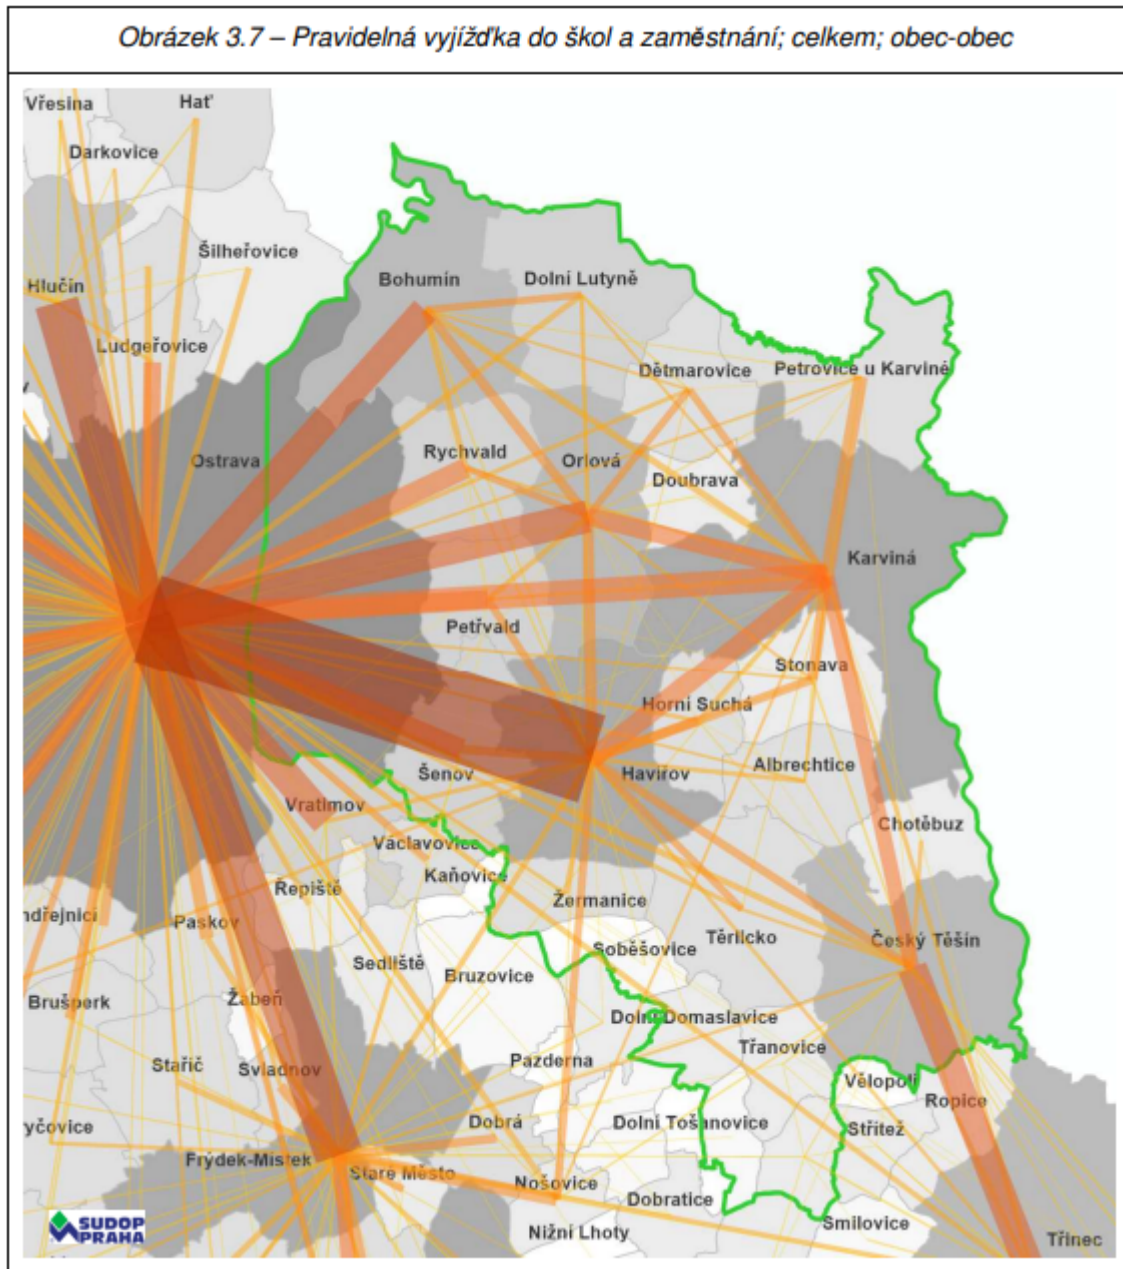 Obrázek 3.7 – Pravidelná vyjížďka do škol a zaměstnání; celkem; obec-obec
Vřesina
Hať
Darkovice
Šilheřovice
Hlučín
Bohumín
Dolní Lutyně
Ludgeřovice
Dětmarovice
Petrovice u Karviné
Ostrava
Rychvald
Orlová
Doubrava
Karviná
Petřvald
Stonava
Horní Suchá
Šenov
Havířov
Albrechtice
Vratimov
Chotěbuz
Václavovice
Kaňovice
Řepiště
Žermanice
ndřejnicí
Paskov
Těrlicko
Český Těšín
Sedliště
Bruzovice
Soběšovice
Brušperk
Žabeň
Dolní Domaslavice
Stařič
Sviadnov
Pazderna
Třanovice
Vělopolí
Ropice
yčovice
Dobrá
Dolní Tošanovice
Střítež
Frýdek-Místek
Staré Město
Nošovice
Dobratice
Smilovice
Nižní Lhoty
Třinec
SUDOP
PRAHA